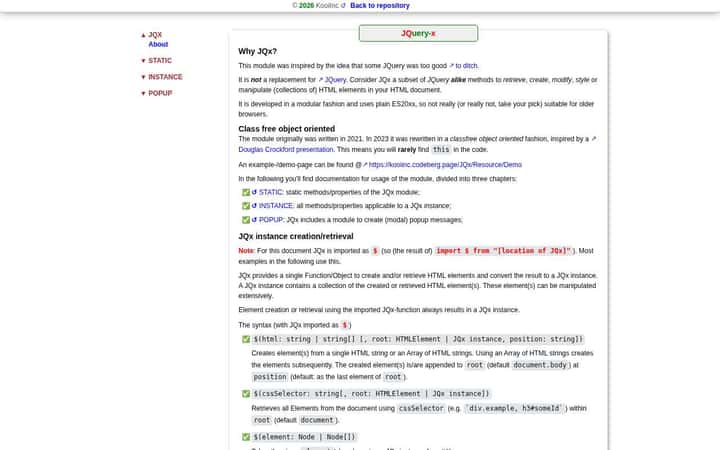 © 2026 KooiInc ↺ Back to repository
▲ JQX
About
▼ STATIC
▼ INSTANCE
▼ POPUP
JQuery-x
Why JQx?
This module was inspired by the idea that some JQuery was too good ↗ to ditch.
It is not a replacement for ↗ JQuery. Consider JQx a subset of JQuery alike methods to retrieve, create, modify, style or
manipulate (collections of) HTML elements in your HTML document.
It is developed in a modular fashion and uses plain ES20xx, so not really (or really not, take your pick) suitable for older
browsers.
Class free object oriented
The module originally was written in 2021. In 2023 it was rewritten in a classfree object oriented fashion, inspired by a ↗
Douglas Crockford presentation. This means you will rarely find this in the code.
An example-/demo-page can be found @↗ https://kooiinc.codeberg.page/JQx/Resource/Demo
In the following you'll find documentation for usage of the module, divided into three chapters:
✅ ↺ STATIC: static methods/properties of the JQx module;
✅ ↺ INSTANCE: all methods/properties applicable to a JQx instance;
✅ ↺ POPUP: JQx includes a module to create (modal) popup messages;
JQx instance creation/retrieval
Note: For this document JQx is imported as $ (so (the result of) import $ from "[location of JQx]"). Most
examples in the following use this.
JQx provides a single Function/Object to create and/or retrieve HTML elements and convert the result to a JQx instance.
A JQx instance contains a collection of the created or retrieved HTML element(s). These element(s) can be manipulated
extensively.
Element creation or retrieval using the imported JQx-function always results in a JQx instance.
The syntax (with JQx imported as $)
✅ $(html: string | string[] [, root: HTMLElement | JQx instance, position: string])
Creates element(s) from a single HTML string or an Array of HTML strings. Using an Array of HTML strings creates
the elements subsequently. The created element(s) is/are appended to root (default document.body) at
position (default: as the last element of root).
✅ $(cssSelector: string[, root: HTMLElement | JQx instance])
Retrieves all Elements from the document using cssSelector (e.g. `div.example, h3#someId`) within
root (default document).
✅ $(element: Node | Node[])